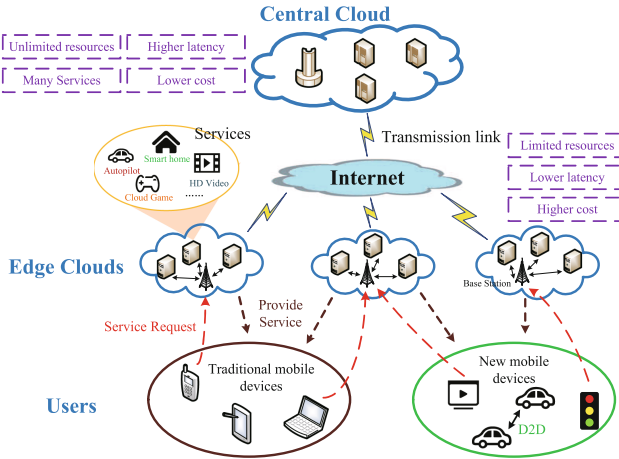 Central Cloud
Unlimited resources
Higher latency
Many Services
Lower cost
Services
Transmission link
Limited resources
Lower latency
Higher cost
Smart home
Autopilot
HD Video
Cloud Game
......
Internet
Edge Clouds
Base Station
Service Request
Provide
Service
Traditional mobile
devices
New mobile
devices
Users
D2D